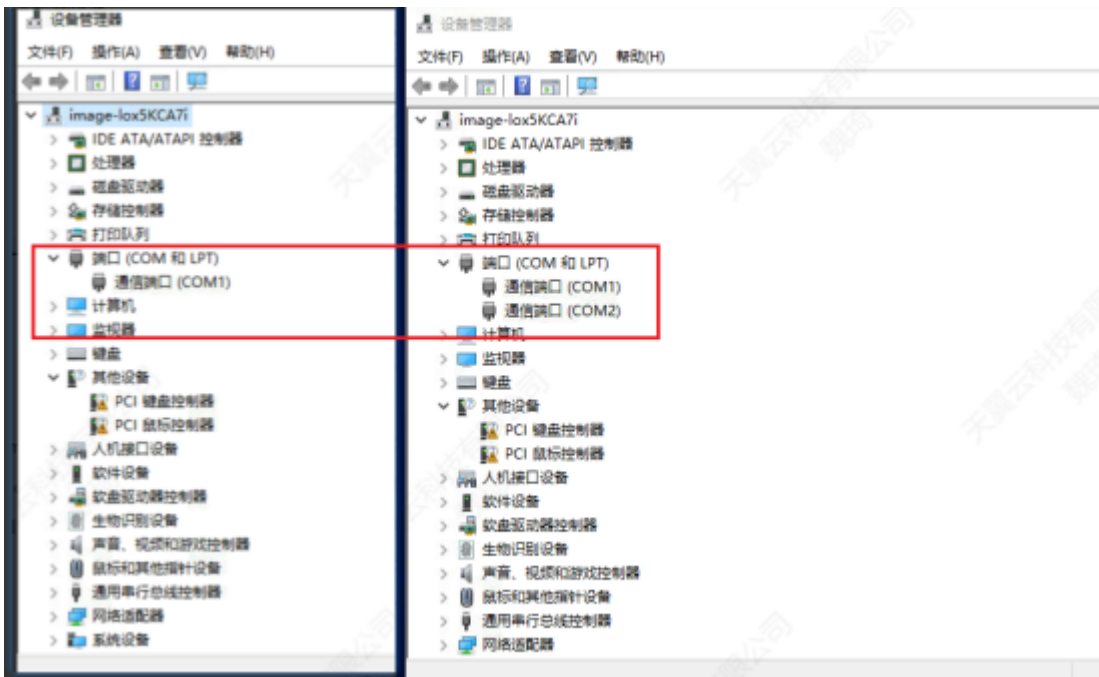 设备管理器
文件(F) 操作(A) 查看(V) 帮助(H)
image-lox5KCA7i
IDE ATA/ATAPI 控制器
处理器
磁盘驱动器
存储控制器
打印队列
端口 (COM 和 LPT)
通信端口 (COM1)
计算机
监视器
键盘
其他设备
PCI 键盘控制器
PCI 鼠标控制器
人机接口设备
软件设备
软盘驱动器控制器
生物识别设备
声音、视频和游戏控制器
鼠标和其他指针设备
通用串行总线控制器
网络适配器
系统设备
设备管理器
文件(F) 操作(A) 查看(V) 帮助(H)
image-lox5KCA7i
IDE ATA/ATAPI 控制器
处理器
磁盘驱动器
存储控制器
打印队列
端口 (COM 和 LPT)
通信端口 (COM1)
通信端口 (COM2)
计算机
监视器
键盘
其他设备
PCI 键盘控制器
PCI 鼠标控制器
人机接口设备
软件设备
软盘驱动器控制器
生物识别设备
声音、视频和游戏控制器
鼠标和其他指针设备
通用串行总线控制器
网络适配器